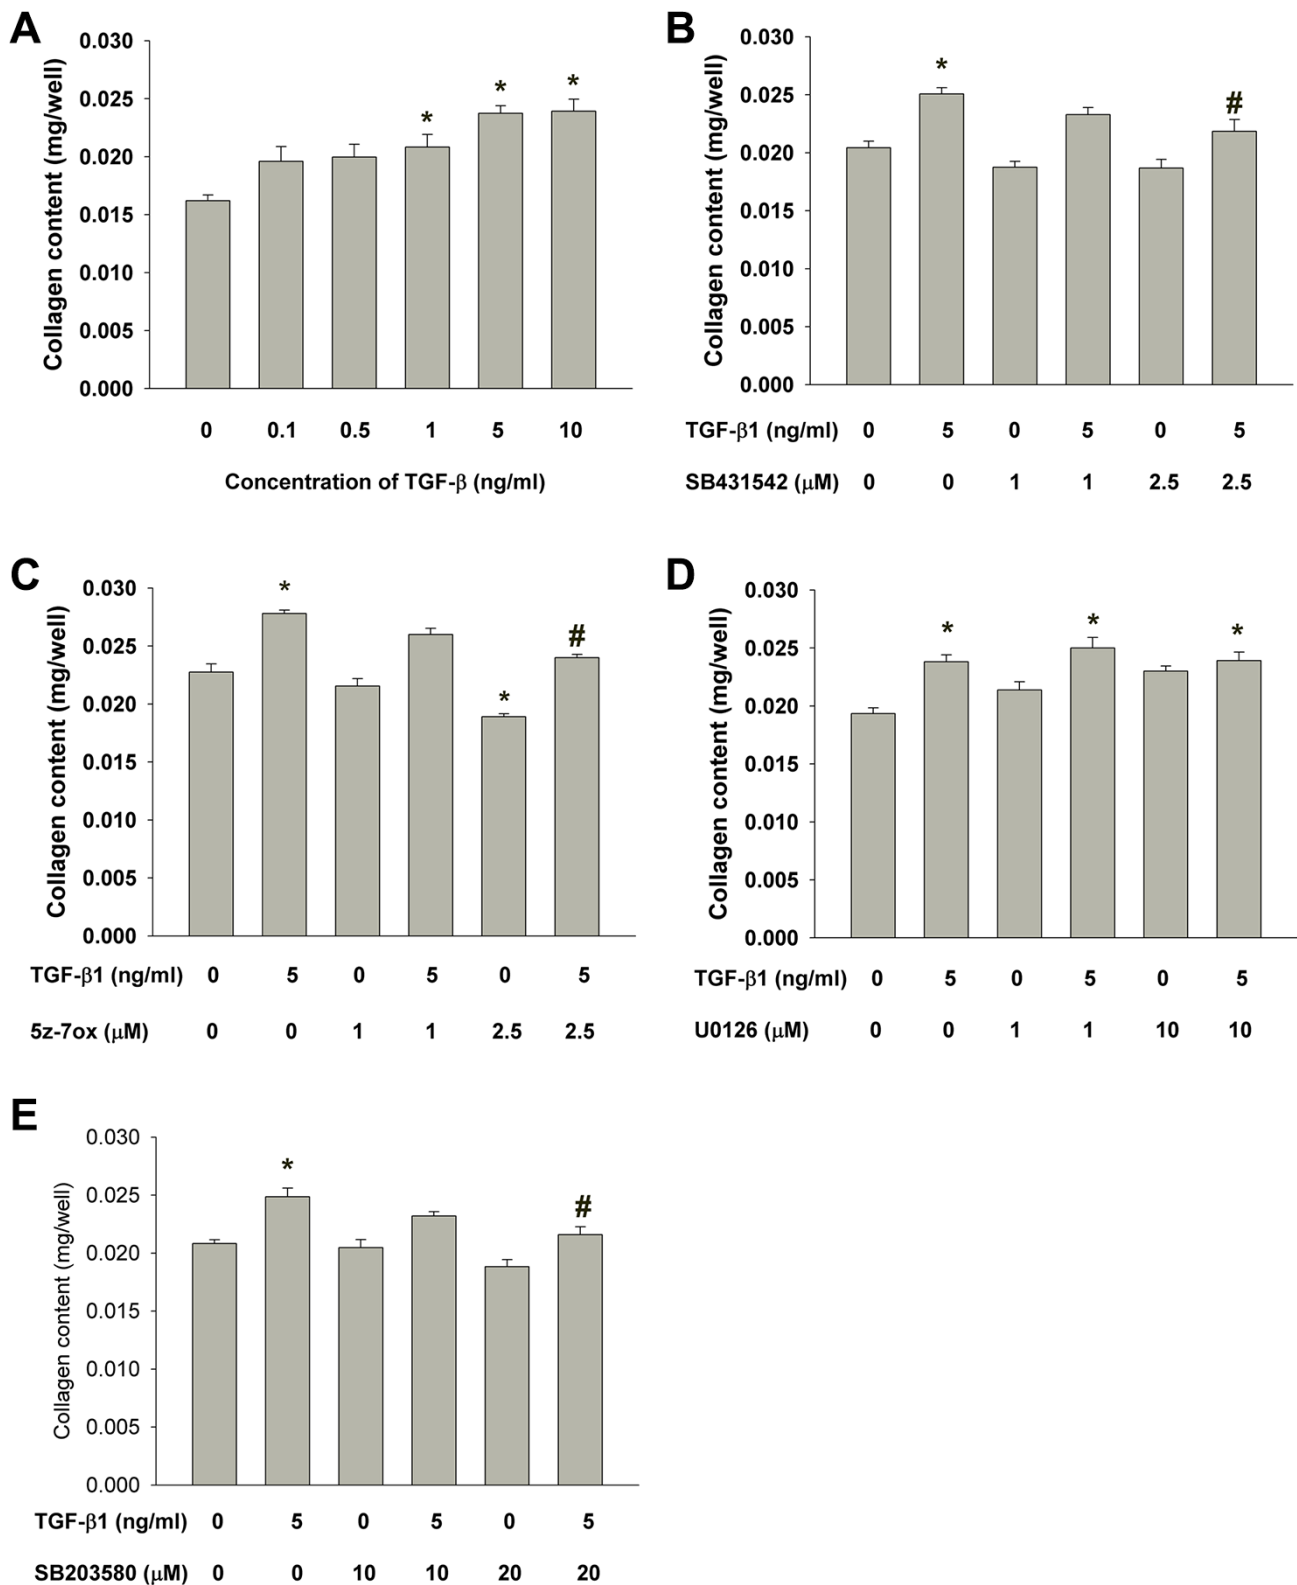 A
Collagen content (mg/well)
0.030
0.025
0.020
0.015
0.010
0.005
0.000
* * *
0 0.1 0.5 1 5 10
Concentration of TGF-β (ng/ml)
B
Collagen content (mg/well)
0.030
0.025
0.020
0.015
0.010
0.005
0.000
* #
TGF-β1 (ng/ml) 0 5 0 5 0 5
SB431542 (μM) 0 0 1 1 2.5 2.5
C
Collagen content (mg/well)
0.030
0.025
0.020
0.015
0.010
0.005
0.000
* * #
TGF-β1 (ng/ml) 0 5 0 5 0 5
5z-7ox (μM) 0 0 1 1 2.5 2.5
D
Collagen content (mg/well)
0.030
0.025
0.020
0.015
0.010
0.005
0.000
* * *
TGF-β1 (ng/ml) 0 5 0 5 0 5
U0126 (μM) 0 0 1 1 10 10
E
Collagen content (mg/well)
0.030
0.025
0.020
0.015
0.010
0.005
0.000
* #
TGF-β1 (ng/ml) 0 5 0 5 0 5
SB203580 (μM) 0 0 10 10 20 20